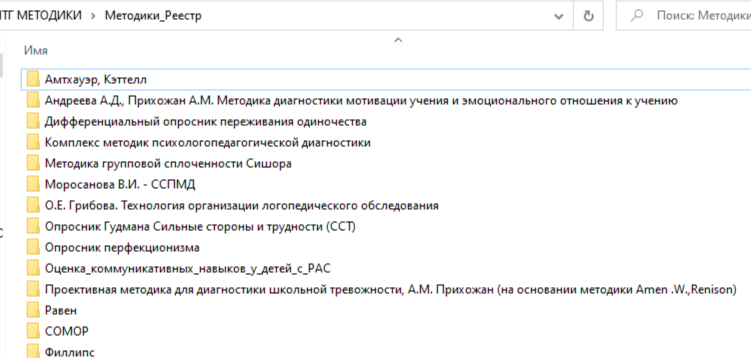 ПТГ МЕТОДИКИ > Методики_Реестр
Поиск: Методики
Имя
Амтхауэр, Кэттелл
Андреева А.Д., Прихожан А.М. Методика диагностики мотивации учения и эмоционального отношения к учению
Дифференциальный опросник переживания одиночества
Комплекс методик психологопедагогической диагностики
Методика групповой сплоченности Сишора
Моросанова В.И. - ССПМД
О.Е. Грибова. Технология организации логопедического обследования
Опросник Гудмана Сильные стороны и трудности (ССТ)
Опросник перфекционизма
Оценка_коммуникативных_навыков_у_детей_с_РАС
Проективная методика для диагностики школьной тревожности, А.М. Прихожан (на основании методики Amen .W.,Renison)
Равен
СОМОР
Филлипс